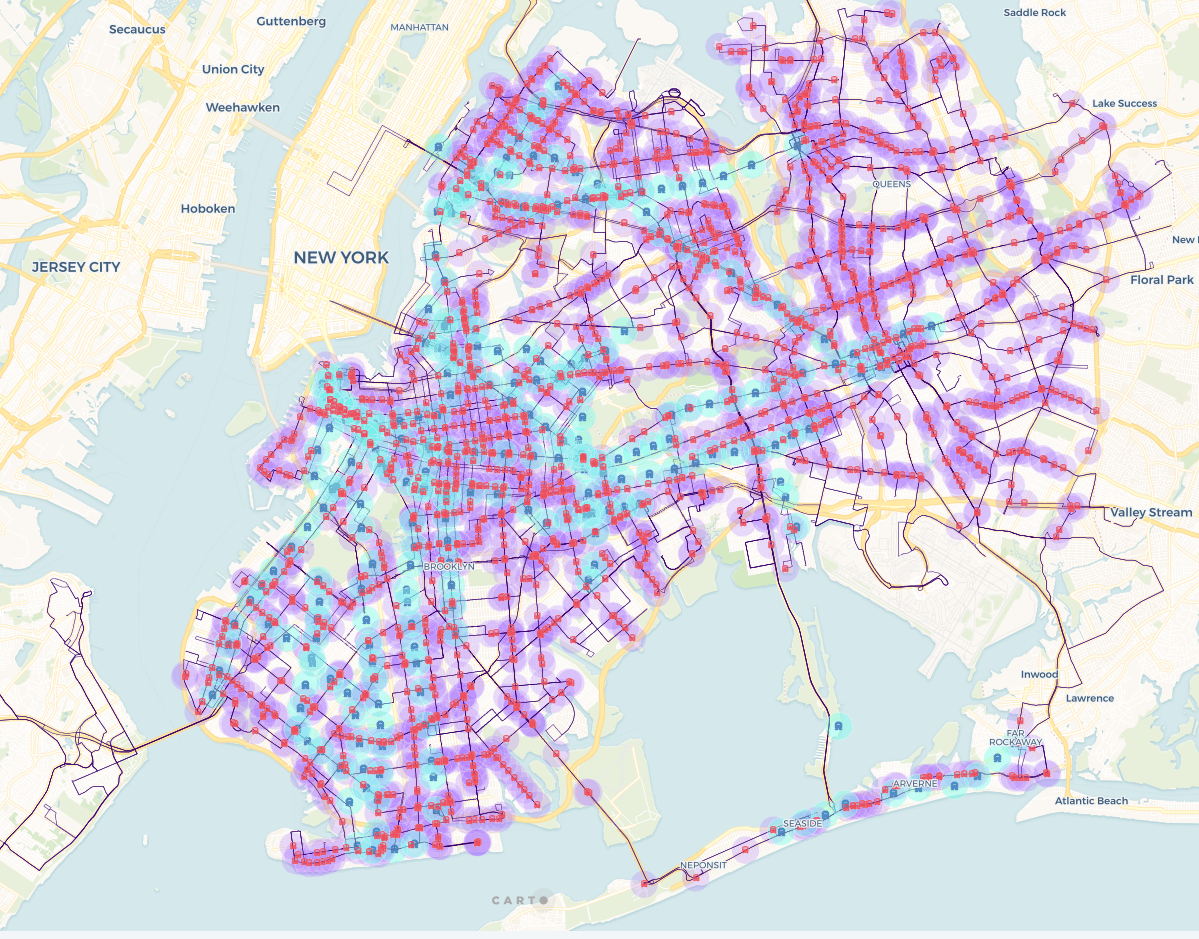 Saddle Rock
Secaucus
Guttenberg
MANHATTAN
Union City
Weehawken
Lake Success
QUEENS
Hoboken
New
NEW YORK
JERSEY CITY
Floral Park
Valley Stream
BROOKLYN
Inwood
Lawrence
FAR
ROCKAWAY
ARVERNE
Atlantic Beach
SEASIDE
NEPONSIT
CARTO